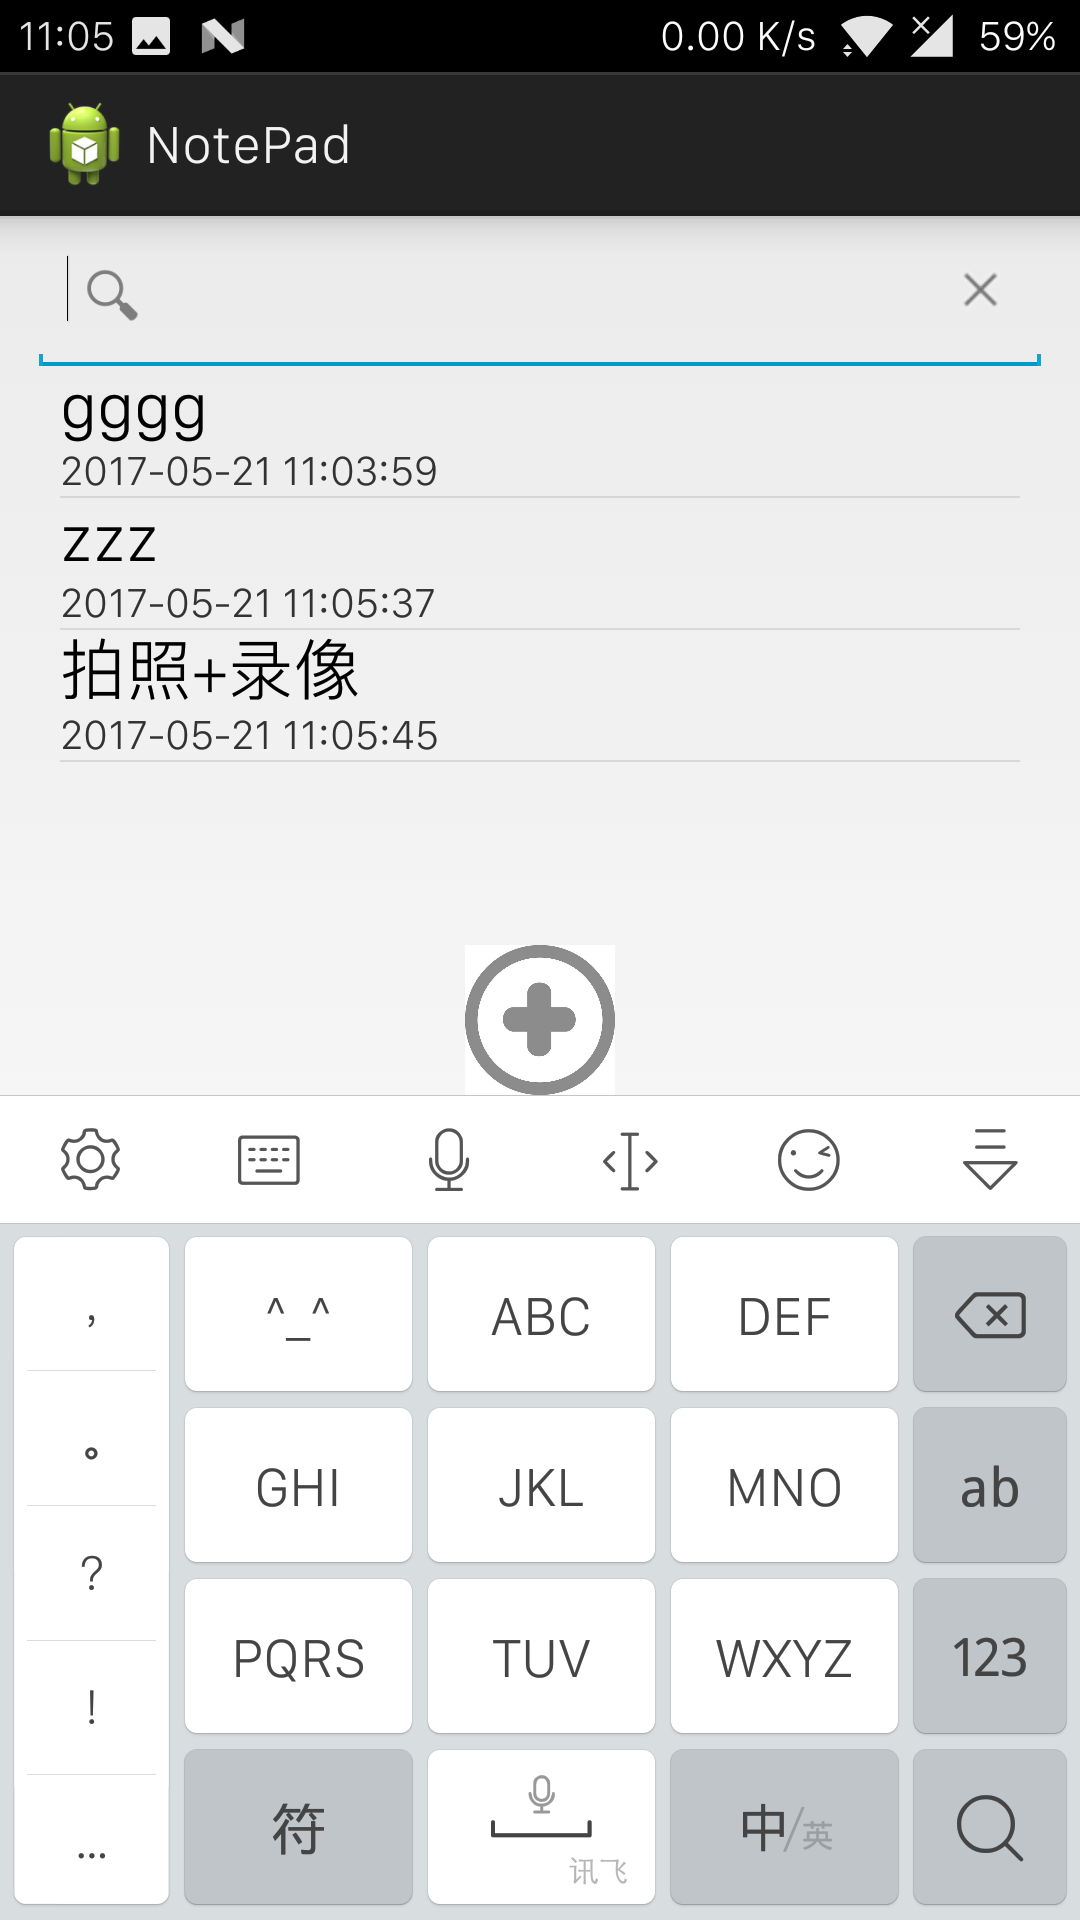 11:05 0.00 K/s 59%
NotePad
gggg
2017-05-21 11:03:59
zzz
2017-05-21 11:05:37
拍照+录像
2017-05-21 11:05:45
, ^_^ ABC DEF
。 GHI JKL MNO ab
? PQRS TUV WXYZ 123
!
... 符 讯飞 中/英